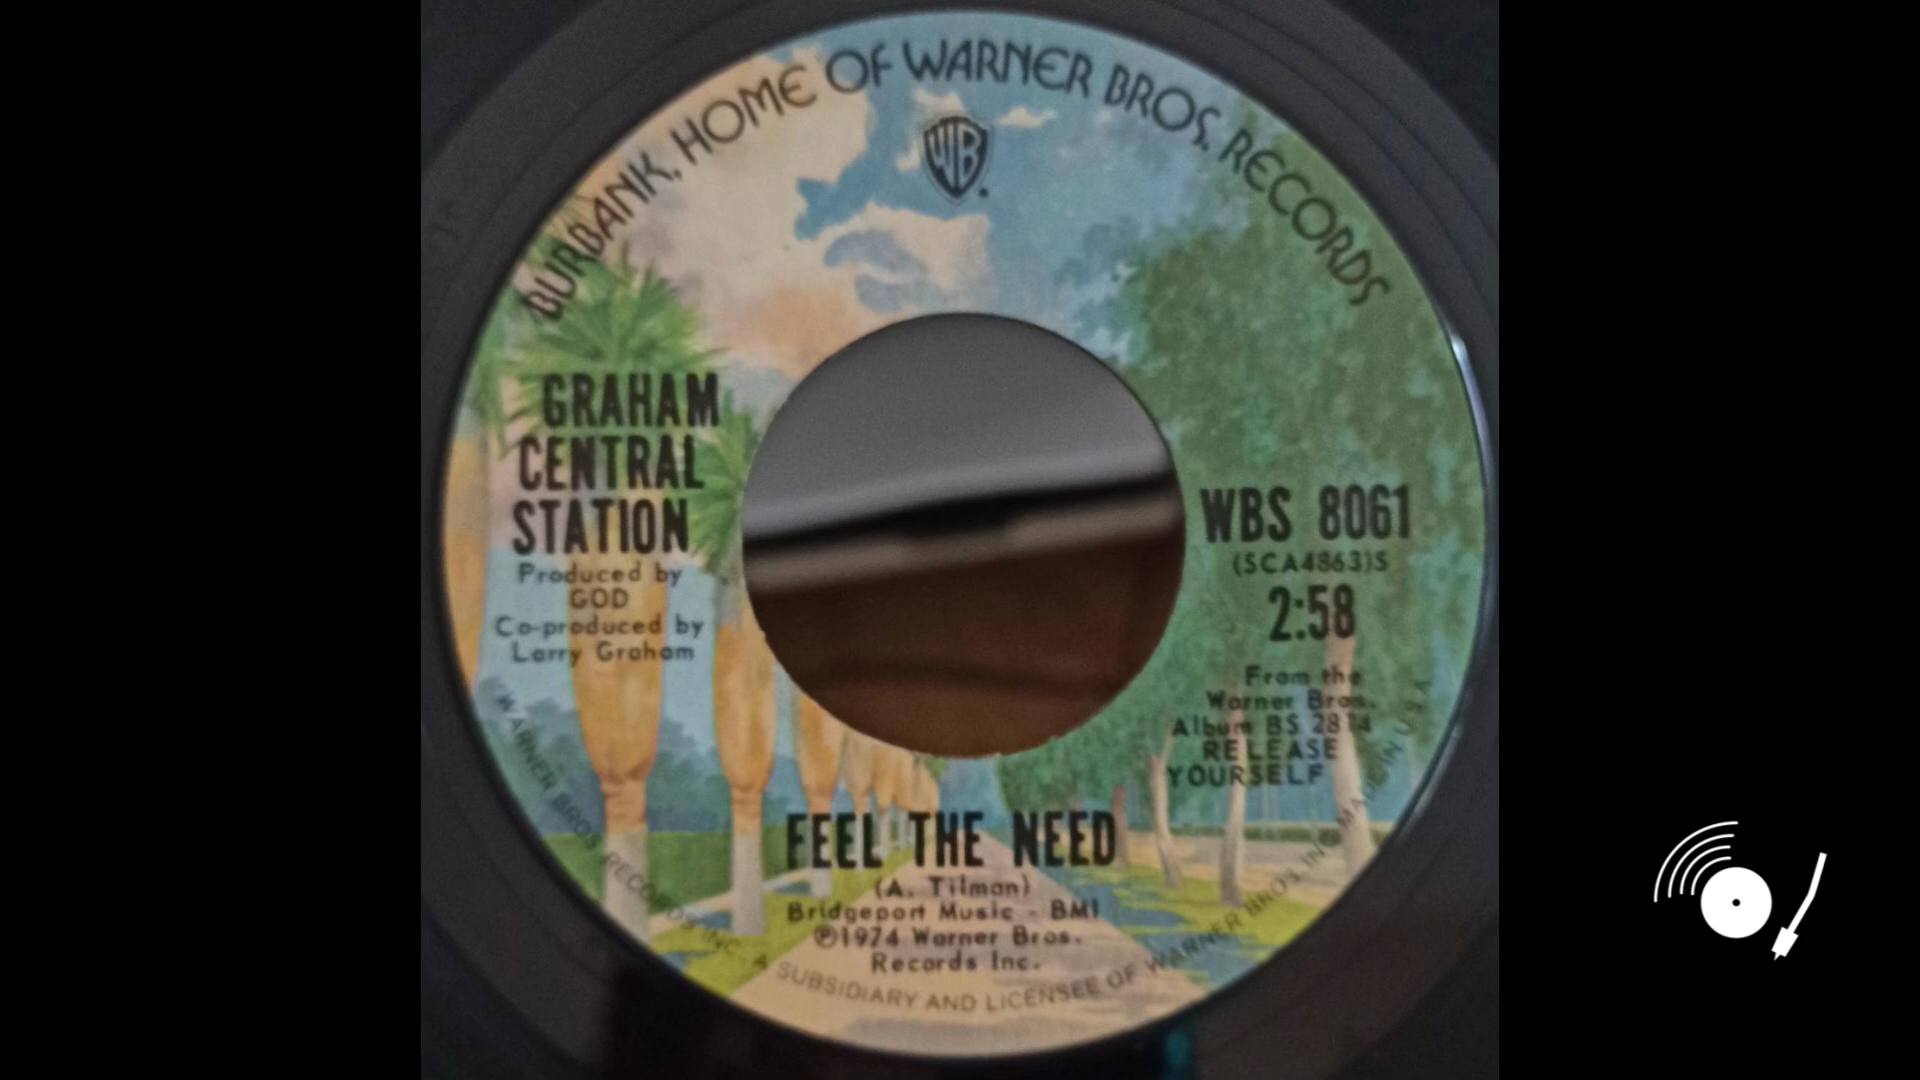 BURBANK, HOME OF WARNER BROS. RECORDS
WB
GRAHAM
CENTRAL
STATION
Produced by
GOD
Co-produced by
Larry Graham
WBS 8061
(SCA4863)S
2:58
From the
Warner Bros.
Album BS 2814
RELEASE
YOURSELF
FEEL THE NEED
(A. Tilman)
Bridgeport Music - BMI
℗1974 Warner Bros.
Records Inc.
WARNER BROS. RECORDS INC., A SUBSIDIARY AND LICENSEE OF WARNER BROS. INC. MADE IN U.S.A.